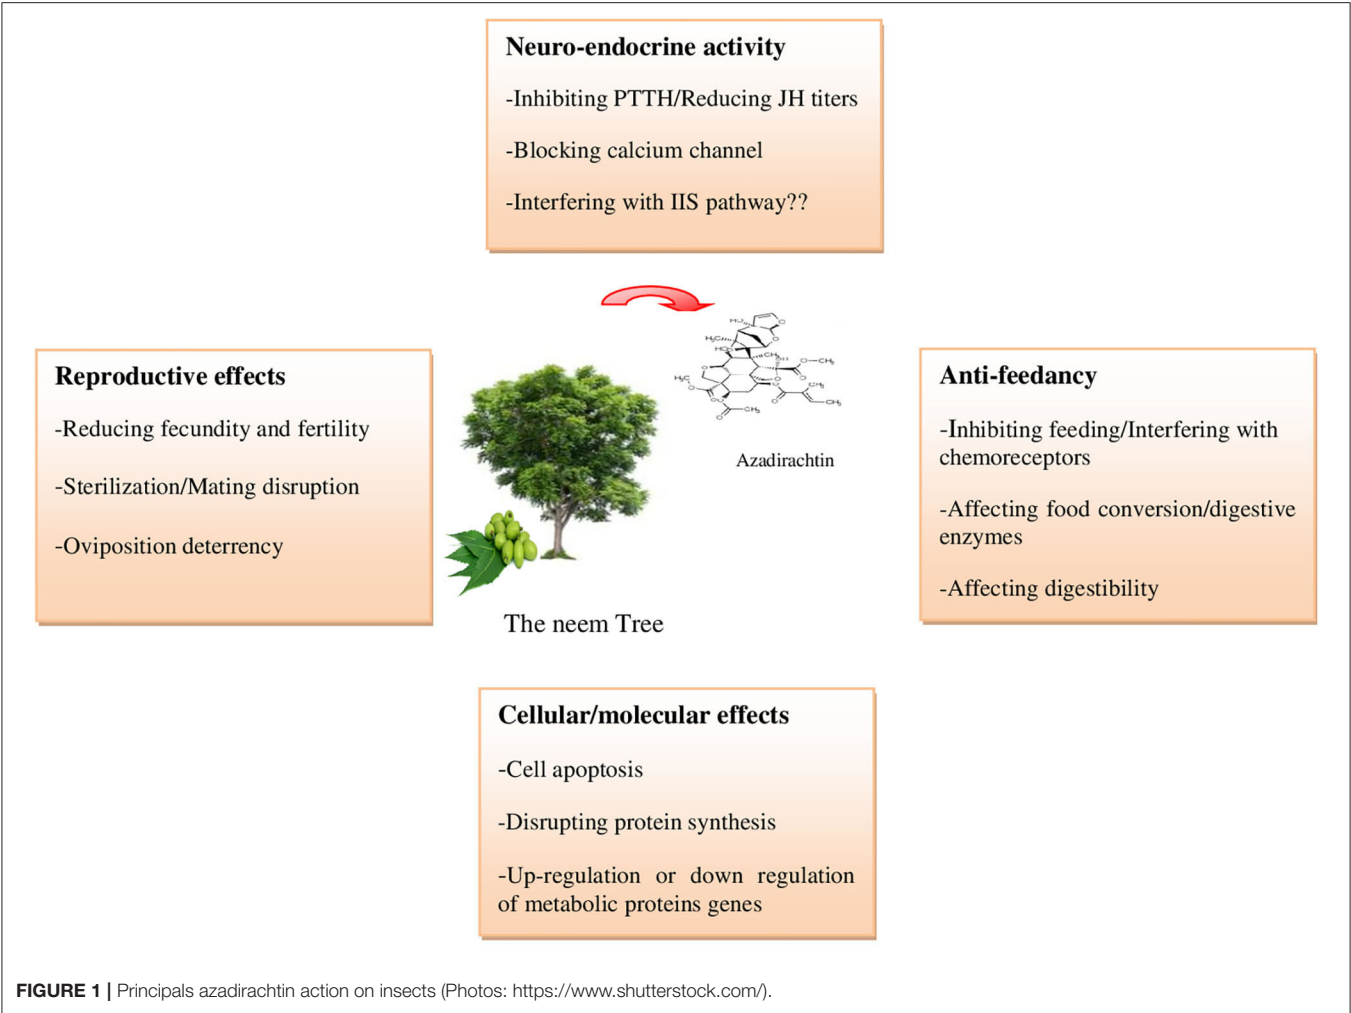 Neuro-endocrine activity
-Inhibiting PTTH/Reducing JH titers
-Blocking calcium channel
-Interfering with IIS pathway??
Reproductive effects
-Reducing fecundity and fertility
-Sterilization/Mating disruption
-Oviposition deterrency
Azadirachtin
The neem Tree
Anti-feedancy
-Inhibiting feeding/Interfering with
chemoreceptors
-Affecting food conversion/digestive
enzymes
-Affecting digestibility
Cellular/molecular effects
-Cell apoptosis
-Disrupting protein synthesis
-Up-regulation or down regulation
of metabolic proteins genes
FIGURE 1 | Principals azadirachtin action on insects (Photos: https://www.shutterstock.com/).